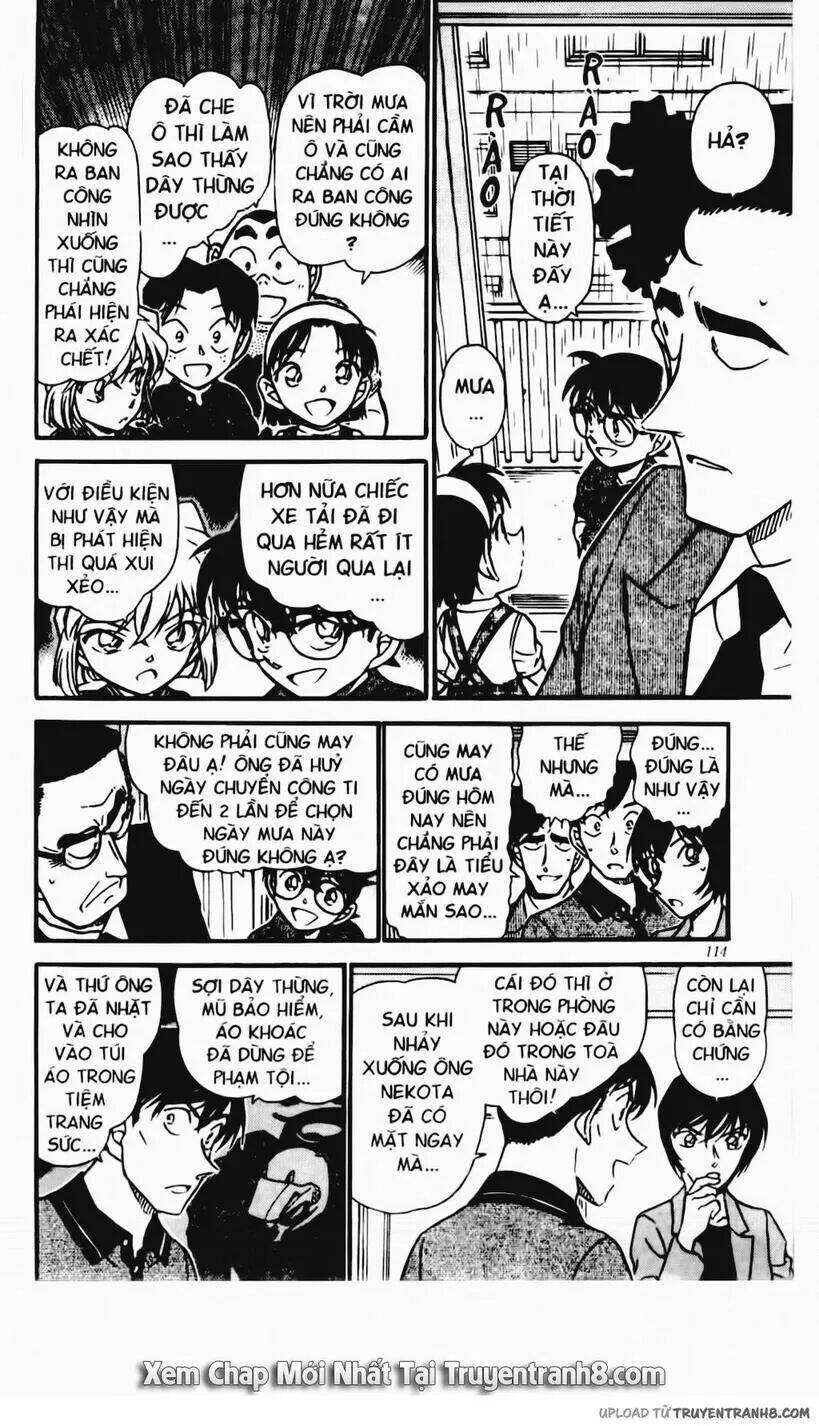 HẢ?
RÀO
RÀO
TẠI
THỜI
TIẾT
NÀY
ĐẤY
Ạ...
MƯA
...
VÌ TRỜI MƯA
NÊN PHẢI CẦM
Ô VÀ CŨNG
CHẲNG CÓ AI
RA BAN CÔNG
ĐÚNG KHÔNG
?
ĐÃ CHE
Ô THÌ LÀM
SAO THẤY
DÂY THỪNG
ĐƯỢC
...
KHÔNG
RA BAN
CÔNG
NHÌN
XUỐNG
THÌ CŨNG
CHẲNG
PHÁI HIỆN
RA XÁC
CHẾT!
HƠN NỮA CHIẾC
XE TẢI ĐÃ ĐI
QUA HẺM RẤT ÍT
NGƯỜI QUA LẠI
...
VỚI ĐIỀU KIỆN
NHƯ VẬY MÀ
BỊ PHÁT HIỆN
THÌ QUÁ XUI
XẺO...
ĐÚNG...
ĐÚNG LÀ
NHƯ VẬY
...
THẾ
NHƯNG
MÀ...
CŨNG MAY
CÓ MƯA
ĐÚNG HÔM
NAY NÊN
CHẲNG PHẢI
ĐÂY LÀ TIỂU
XẢO MAY
MẮN SAO...
KHÔNG PHẢI CŨNG MAY
ĐÂU Ạ! ÔNG ĐÃ HUỶ
NGÀY CHUYỂN CÔNG TI
ĐẾN 2 LẦN ĐỂ CHỌN
NGÀY MƯA NÀY
ĐÚNG KHÔNG Ạ?
114
CÒN LẠI
CHỈ CẦN
CÓ BẰNG
CHỨNG
...
CÁI ĐÓ THÌ Ở
TRONG PHÒNG
NÀY HOẶC ĐÂU
ĐÓ TRONG TOÀ
NHÀ NÀY
THÔI!
SAU KHI
NHẢY
XUỐNG ÔNG
NEKOTA
ĐÃ CÓ
MẶT NGAY
MÀ...
SỢI DÂY THỪNG,
MŨ BẢO HIỂM,
ÁO KHOÁC
ĐÃ DÙNG ĐỂ
PHẠM TỘI...
VÀ THỨ ÔNG
TA ĐÃ NHẶT
VÀ CHO
VÀO TÚI
ÁO TRONG
TIỆM
TRANG
SỨC...
Xem Chap Mới Nhất Tại Truyentranh8.com
UPLOAD TỪ TRUYENTRANH8.COM